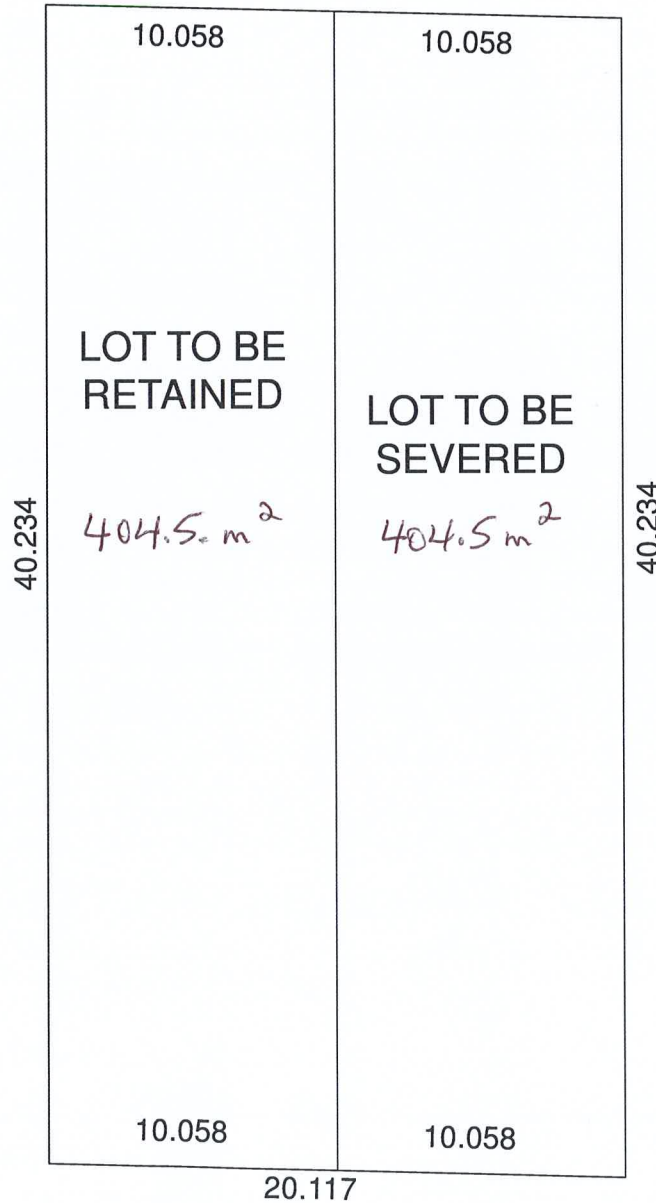 10.058
10.058
LOT TO BE
RETAINED
LOT TO BE
SEVERED
404.5. m²
404.5 m²
40.234
40.234
10.058
10.058
20.117